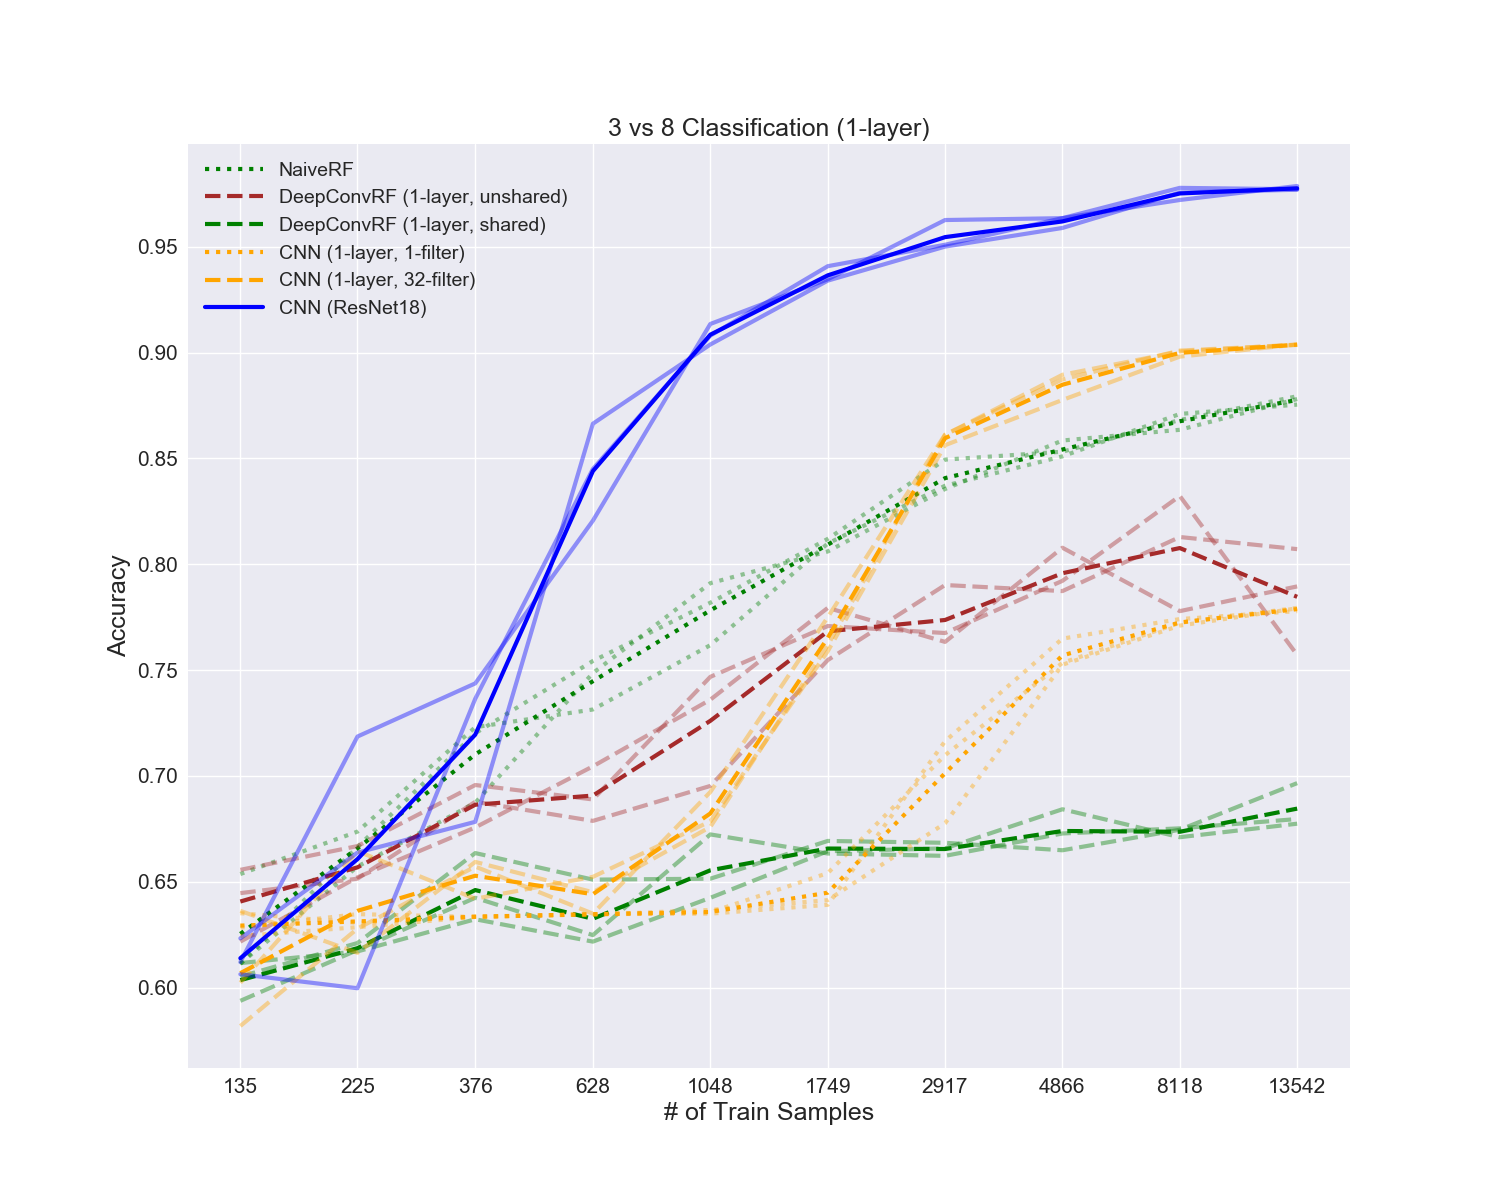 3 vs 8 Classification (1-layer)
NaiveRF
DeepConvRF (1-layer, unshared)
DeepConvRF (1-layer, shared)
CNN (1-layer, 1-filter)
CNN (1-layer, 32-filter)
CNN (ResNet18)
0.95
0.90
0.85
0.80
0.75
0.70
0.65
0.60
Accuracy
135 225 376 628 1048 1749 2917 4866 8118 13542
# of Train Samples